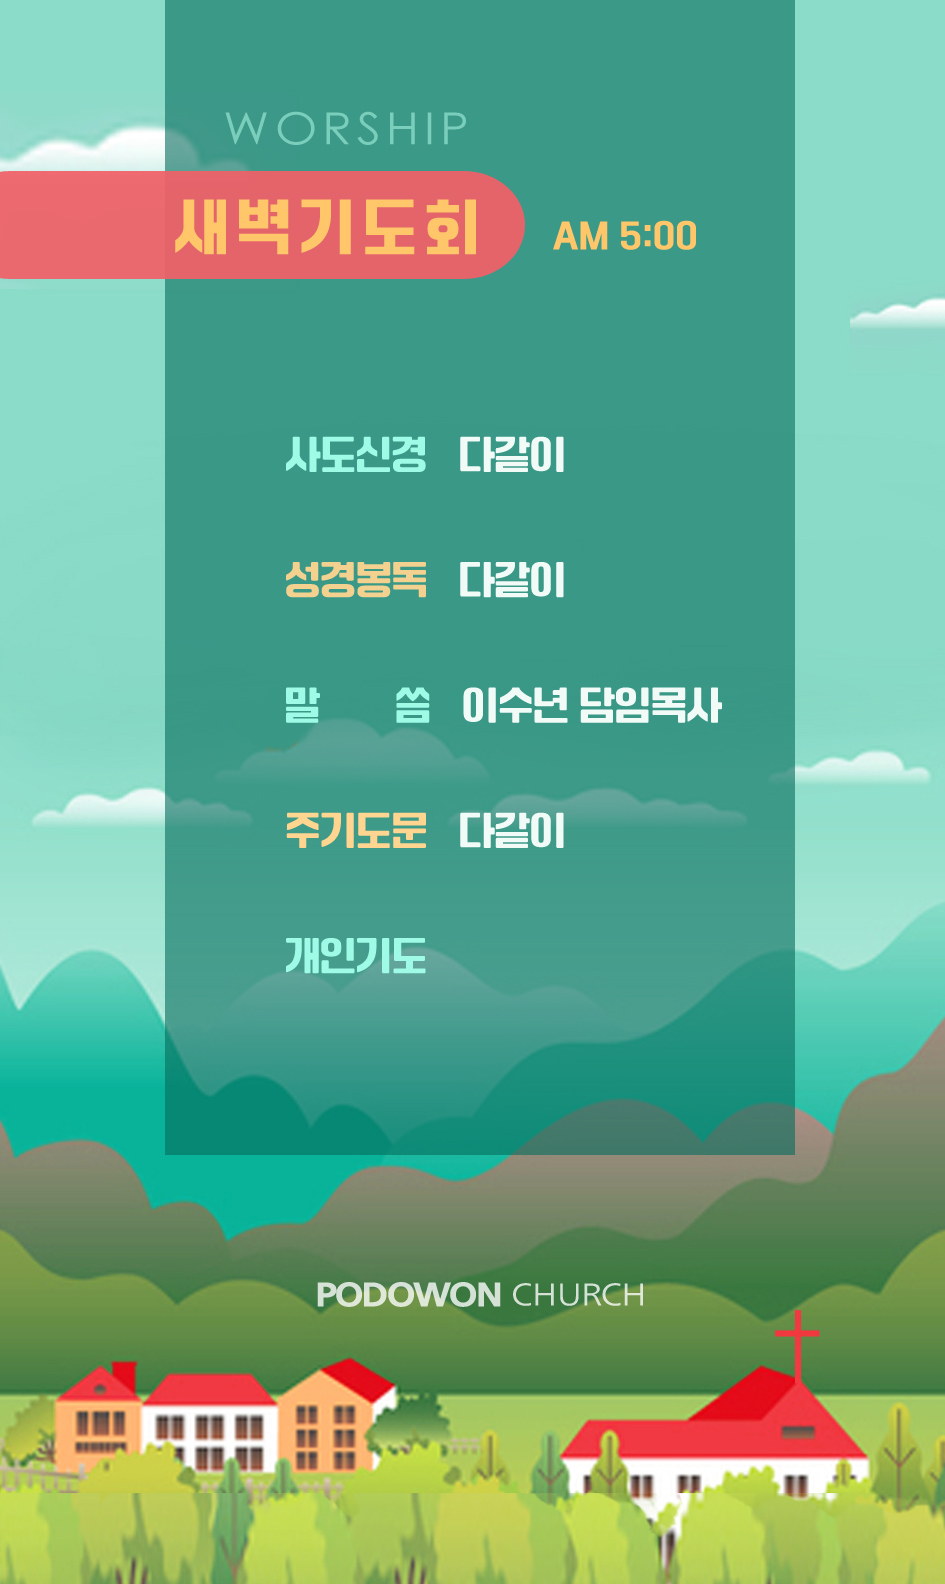 WORSHIP
새벽기도회 AM 5:00
사도신경 다같이
성경봉독 다같이
말 씀 이수년 담임목사
주기도문 다같이
개인기도
PODOWON CHURCH